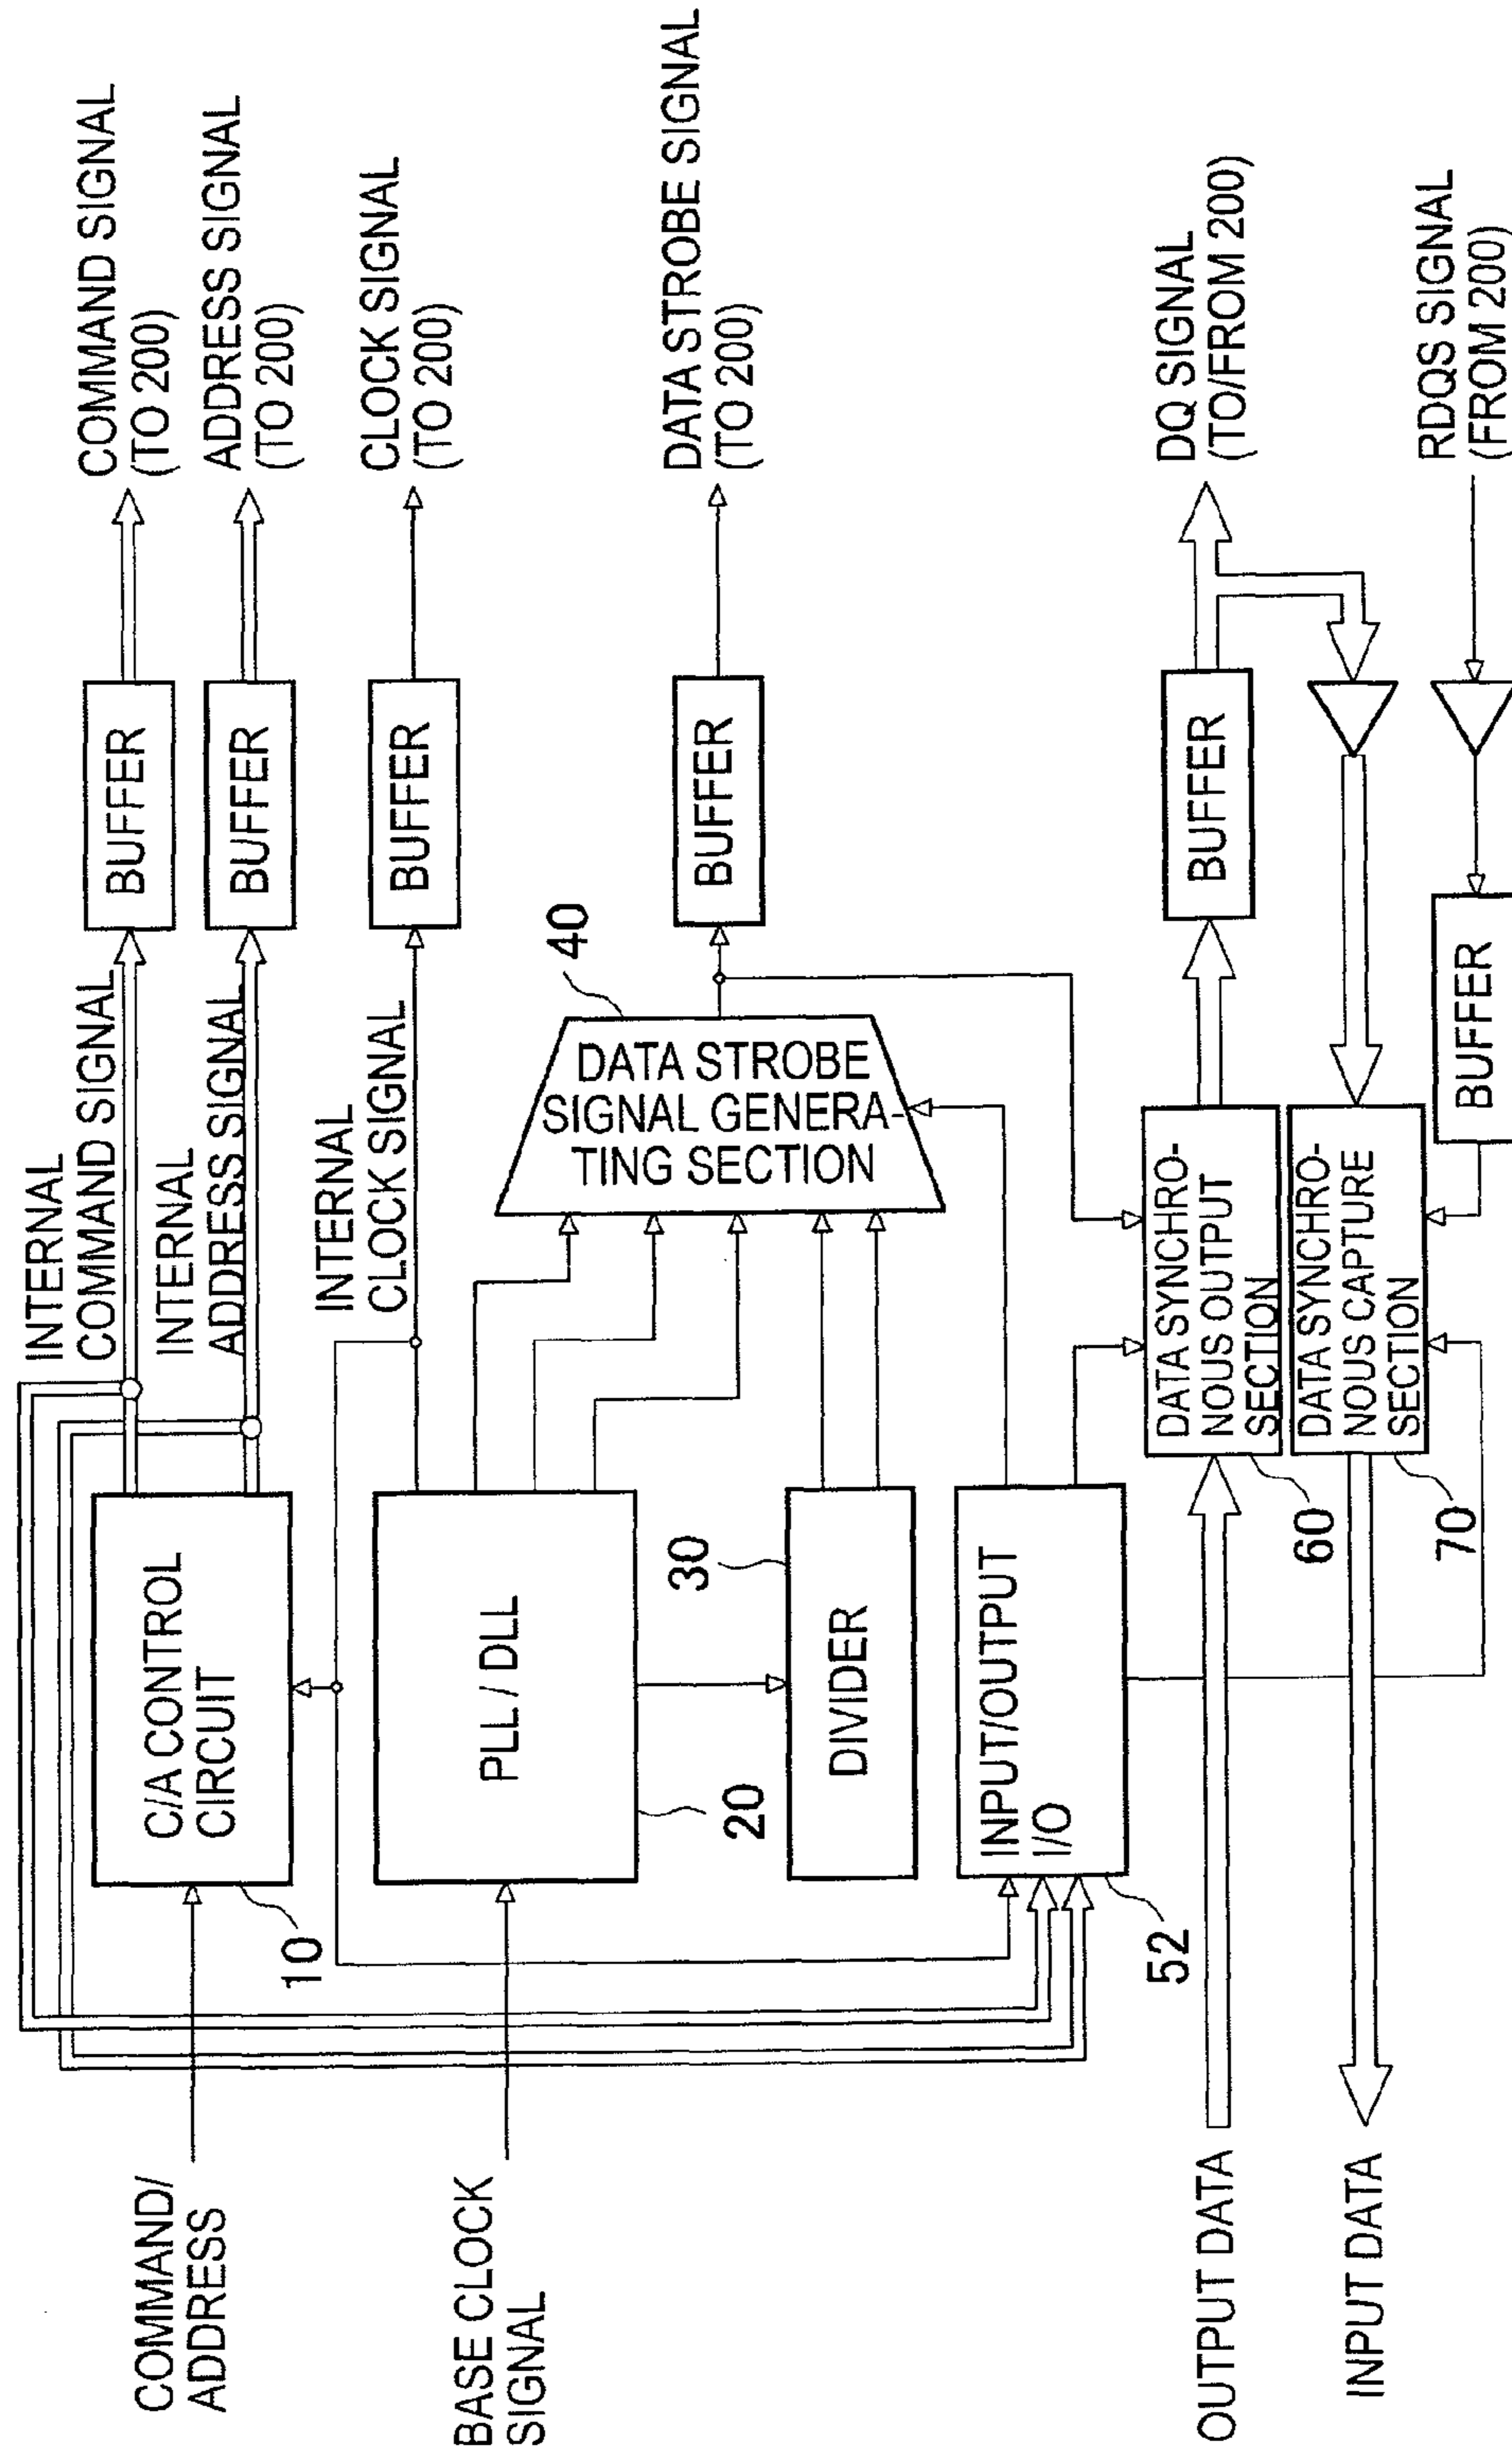 COMMAND/
ADDRESS
10
C/A CONTROL
CIRCUIT
INTERNAL
COMMAND SIGNAL
INTERNAL
ADDRESS SIGNAL
BUFFER
COMMAND SIGNAL
(TO 200)
BUFFER
ADDRESS SIGNAL
(TO 200)
BASE CLOCK
SIGNAL
PLL / DLL
20
INTERNAL
CLOCK SIGNAL
BUFFER
CLOCK SIGNAL
(TO 200)
DIVIDER
30
DATA STROBE
SIGNAL GENERA-
TING SECTION
40
BUFFER
DATA STROBE SIGNAL
(TO 200)
INPUT/OUTPUT
I/O
52
OUTPUT DATA
DATA SYNCHRO-
NOUS OUTPUT
SECTION
60
BUFFER
DQ SIGNAL
(TO/FROM 200)
INPUT DATA
DATA SYNCHRO-
NOUS CAPTURE
SECTION
70
BUFFER
RDQS SIGNAL
(FROM 200)